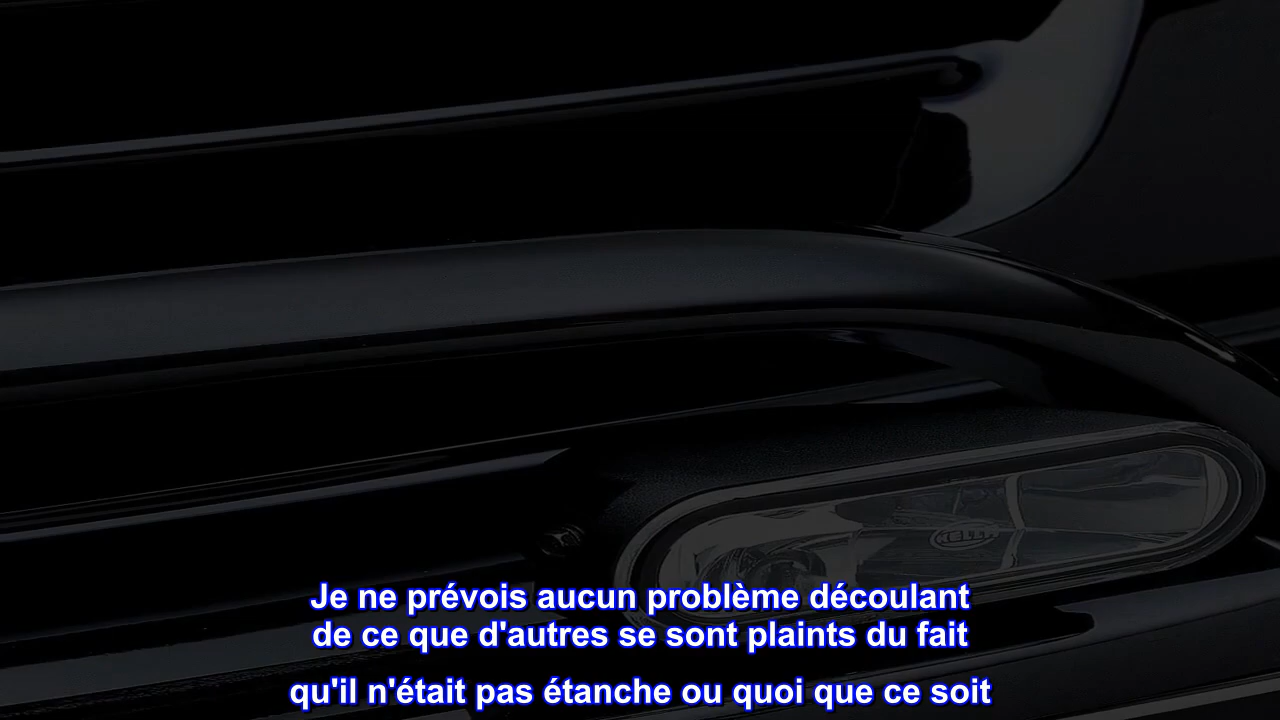 HELLA
Je ne prévois aucun problème découlant
de ce que d'autres se sont plaints du fait
qu'il n'était pas étanche ou quoi que ce soit